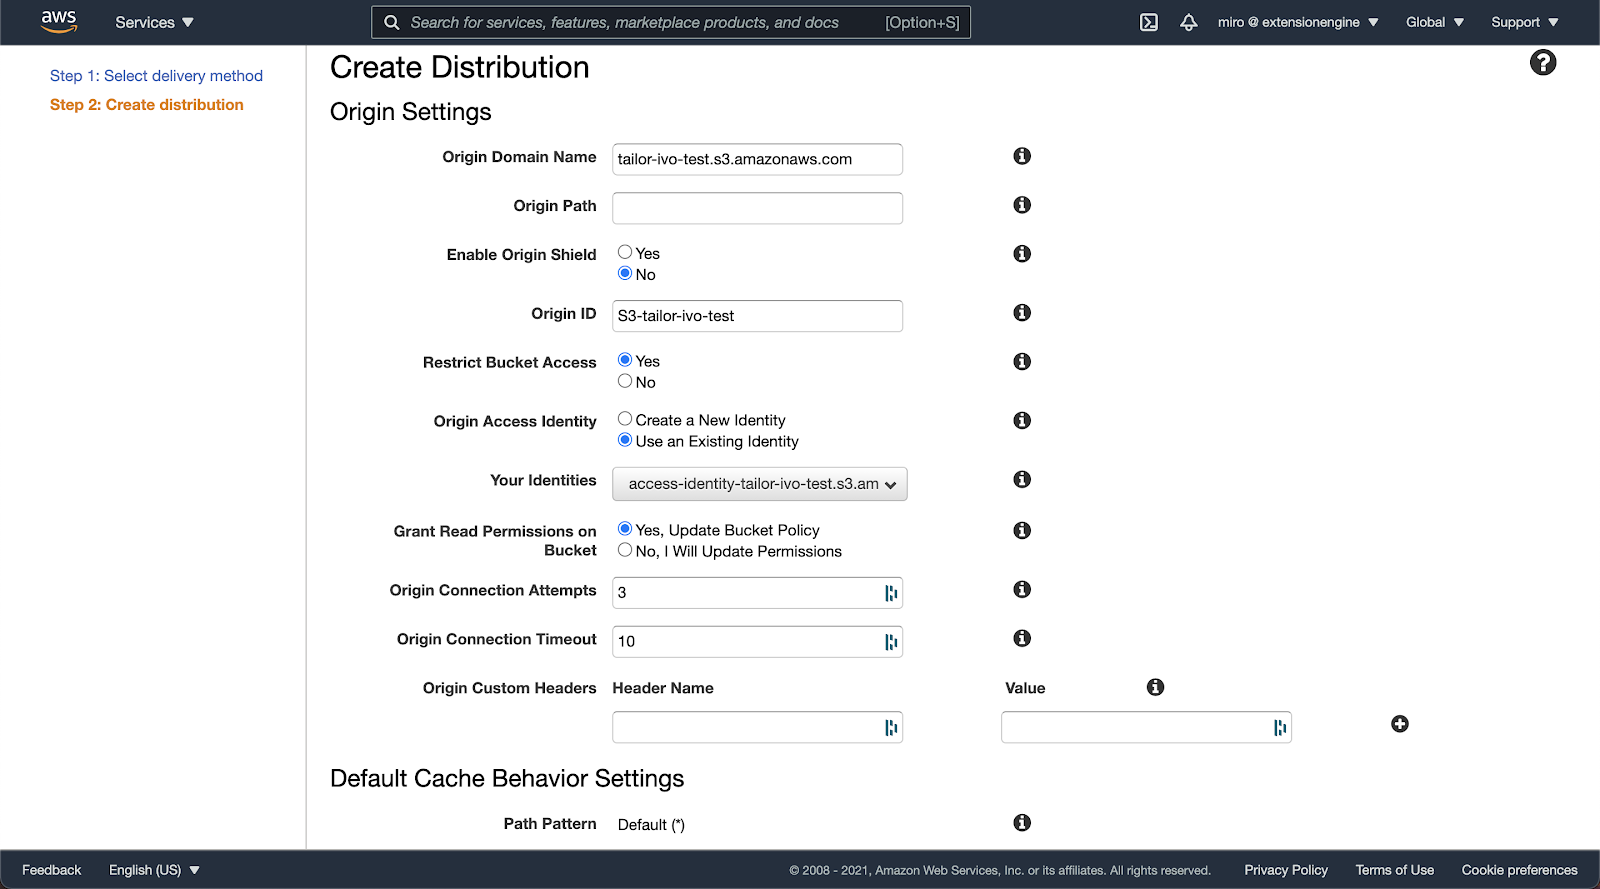 aws Services Search for services, features, marketplace products, and docs [Option+S] miro @ extensionengine Global Support
Step 1: Select delivery method
Step 2: Create distribution
Create Distribution
Origin Settings
Origin Domain Name tailor-ivo-test.s3.amazonaws.com
Origin Path
Enable Origin Shield Yes
No
Origin ID S3-tailor-ivo-test
Restrict Bucket Access Yes
No
Origin Access Identity Create a New Identity
Use an Existing Identity
Your Identities access-identity-tailor-ivo-test.s3.am
Grant Read Permissions on Yes, Update Bucket Policy
Bucket No, I Will Update Permissions
Origin Connection Attempts 3
Origin Connection Timeout 10
Origin Custom Headers Header Name Value
Default Cache Behavior Settings
Path Pattern Default (*)
Feedback English (US) © 2008 - 2021, Amazon Web Services, Inc. or its affiliates. All rights reserved. Privacy Policy Terms of Use Cookie preferences